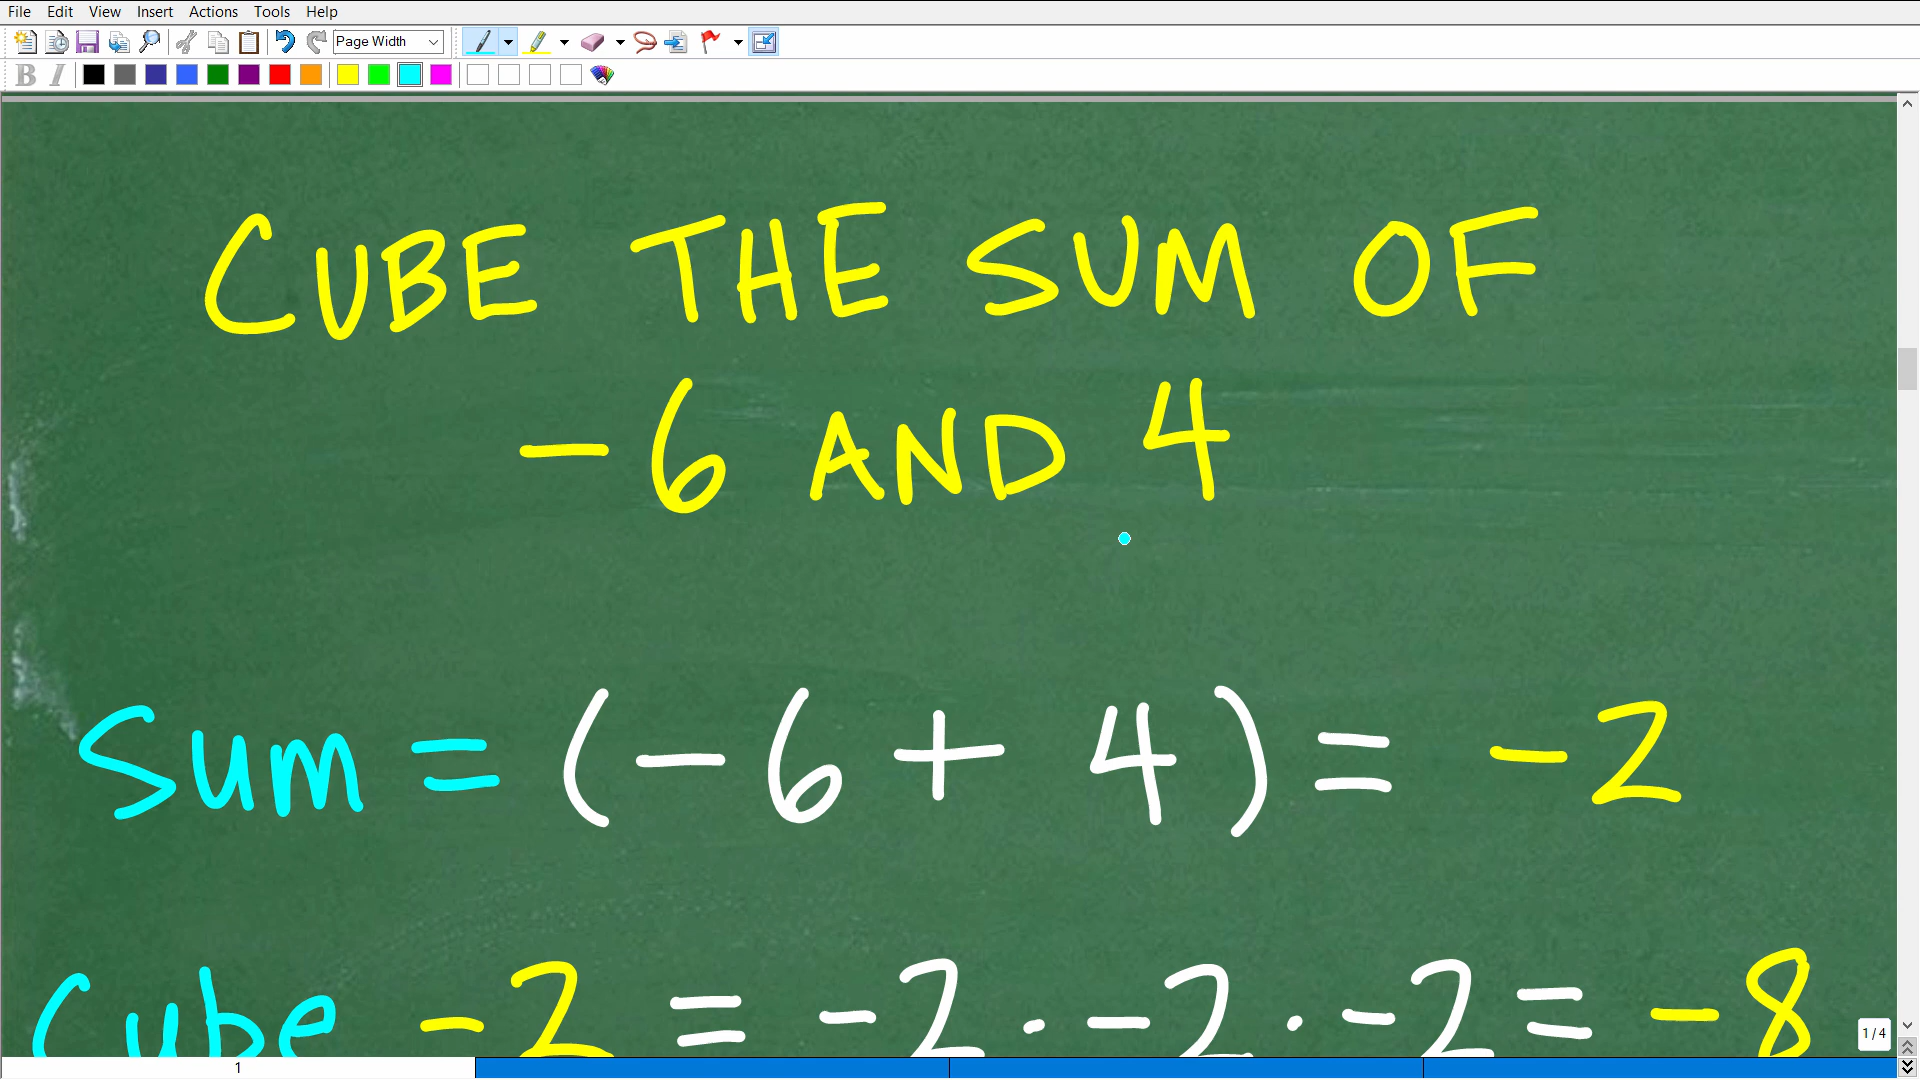 File Edit View Insert Actions Tools Help
Page Width
B I
CUBE THE SUM OF
-6 AND 4
Sum = (-6 + 4) = -2
Cube -2 = -2 · -2 · -2 = -8
1 / 4
1